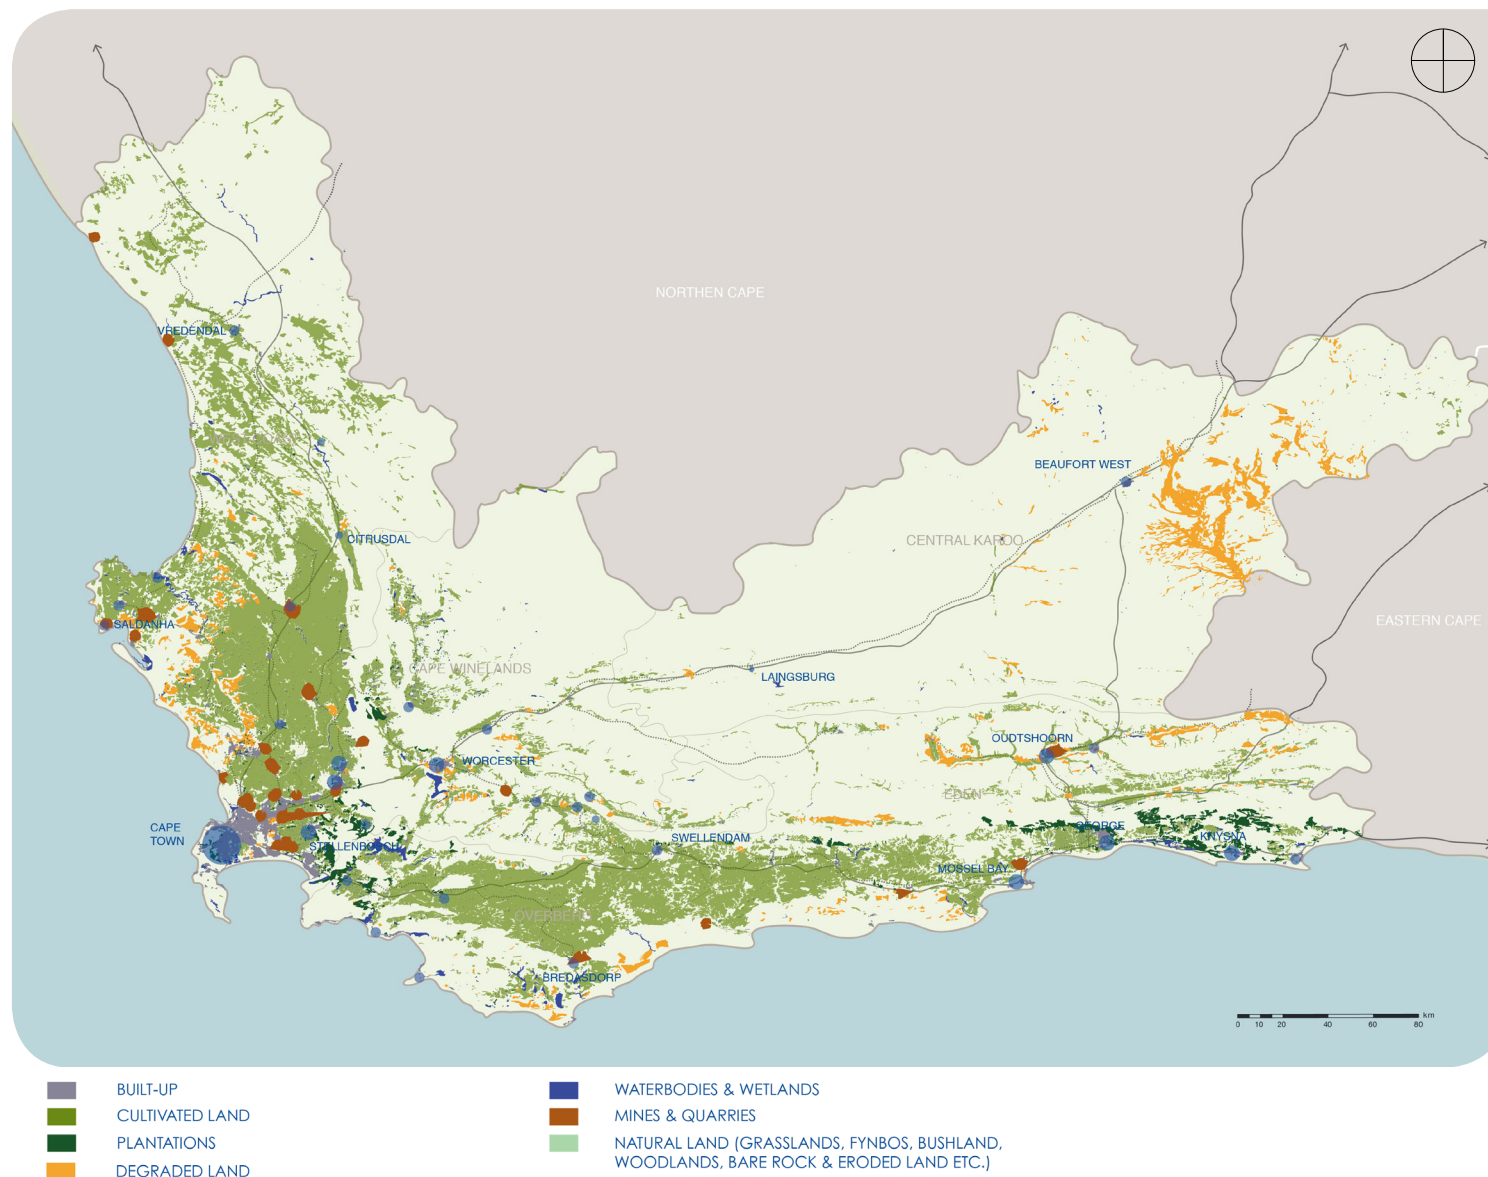 NORTHEN CAPE
VREDENDAL
BEAUFORT WEST
CITRUSDAL
CENTRAL KAROO
SALDANHA
EASTERN CAPE
CAPE WINELANDS
LAINGSBURG
OUDTSHOORN
WORCESTER
EDEN
CAPE
TOWN
GEORGE
KNYSNA
STELLENBOSCH
SWELLENDAM
MOSSEL BAY
OVERBERG
BREDASDORP
km
0 10 20 40 60 80
BUILT-UP
CULTIVATED LAND
PLANTATIONS
DEGRADED LAND
WATERBODIES & WETLANDS
MINES & QUARRIES
NATURAL LAND (GRASSLANDS, FYNBOS, BUSHLAND,
WOODLANDS, BARE ROCK & ERODED LAND ETC.)